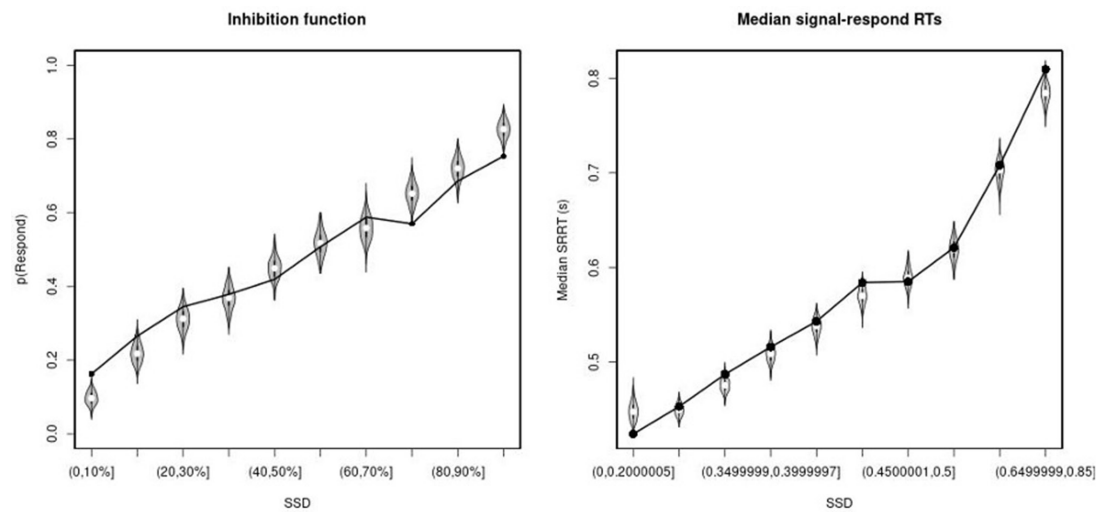 Inhibition function
p(Respond)
1.0
0.8
0.6
0.4
0.2
0.0
(0,10%] (20,30%] (40,50%] (60,70%] (80,90%]
SSD
Median signal-respond RTs
Median SRRT (s)
0.8
0.7
0.6
0.5
(0,0.20000005] (0.34999999,0.3999997] (0.4500001,0.5] (0.6499999,0.85]
SSD